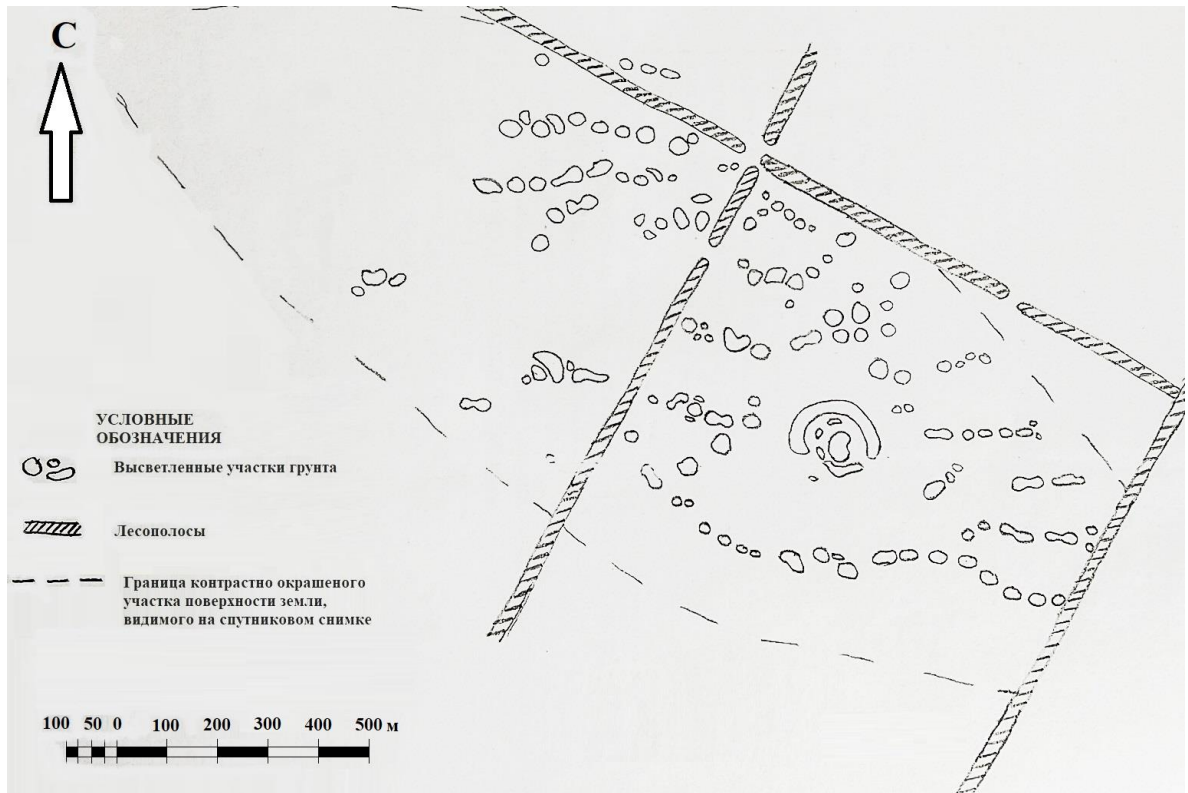 С
УСЛОВНЫЕ
ОБОЗНАЧЕНИЯ
Высветленные участки грунта
Лесополосы
Граница контрастно окрашеного
участка поверхности земли,
видимого на спутниковом снимке
100 50 0 100 200 300 400 500 м